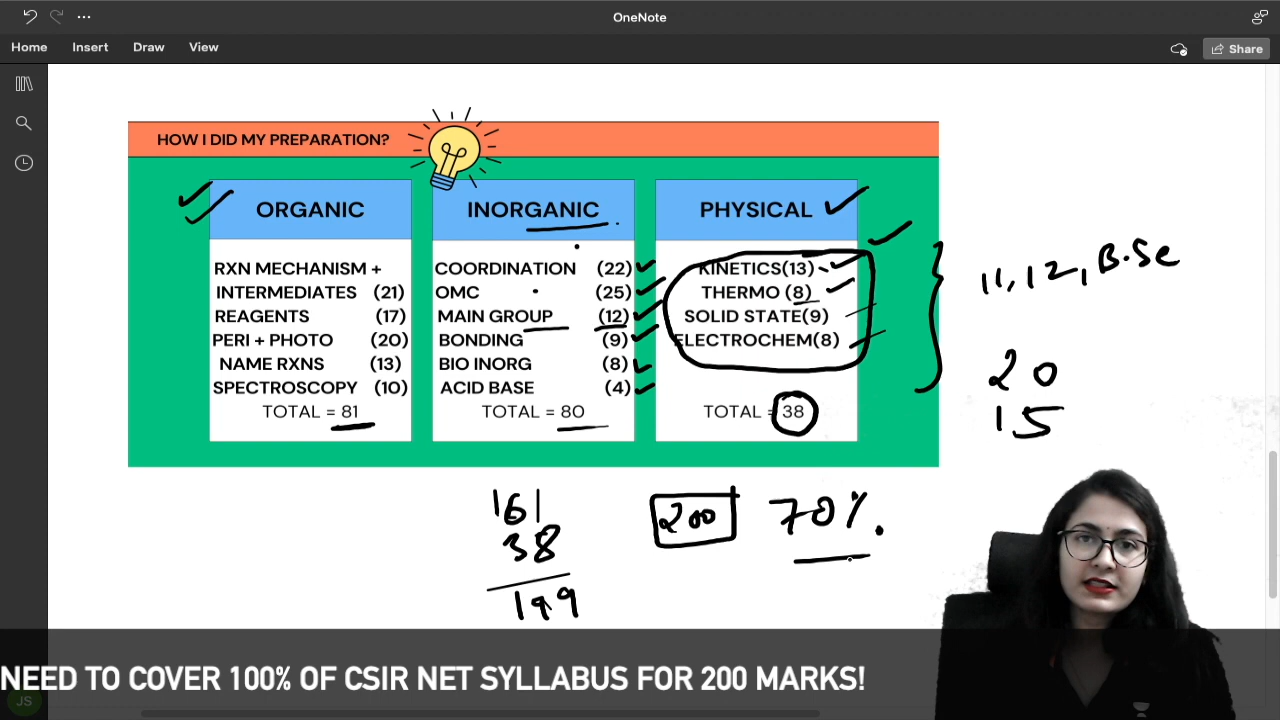 OneNote
Home Insert Draw View
Share
HOW I DID MY PREPARATION?
ORGANIC
RXN MECHANISM +
INTERMEDIATES (21)
REAGENTS (17)
PERI + PHOTO (20)
NAME RXNS (13)
SPECTROSCOPY (10)
TOTAL = 81
INORGANIC
COORDINATION (22)
OMC (25)
MAIN GROUP (12)
BONDING (9)
BIO INORG (8)
ACID BASE (4)
TOTAL = 80
PHYSICAL
KINETICS(13)
THERMO (8)
SOLID STATE(9)
ELECTROCHEM(8)
TOTAL = 38
11, 12, B.Sc
20
15
161
38
199
200
70%.
NEED TO COVER 100% OF CSIR NET SYLLABUS FOR 200 MARKS!
JS